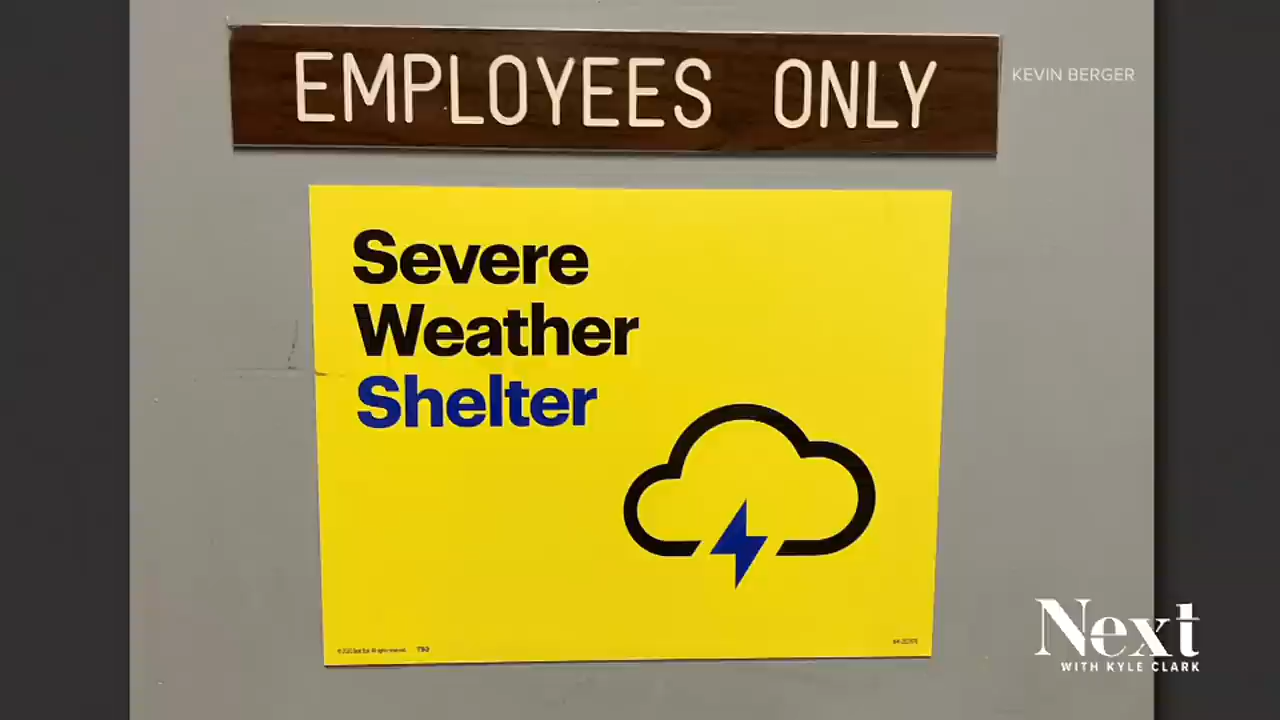 EMPLOYEES ONLY
KEVIN BERGER
Severe
Weather
Shelter
Next
WITH KYLE CLARK